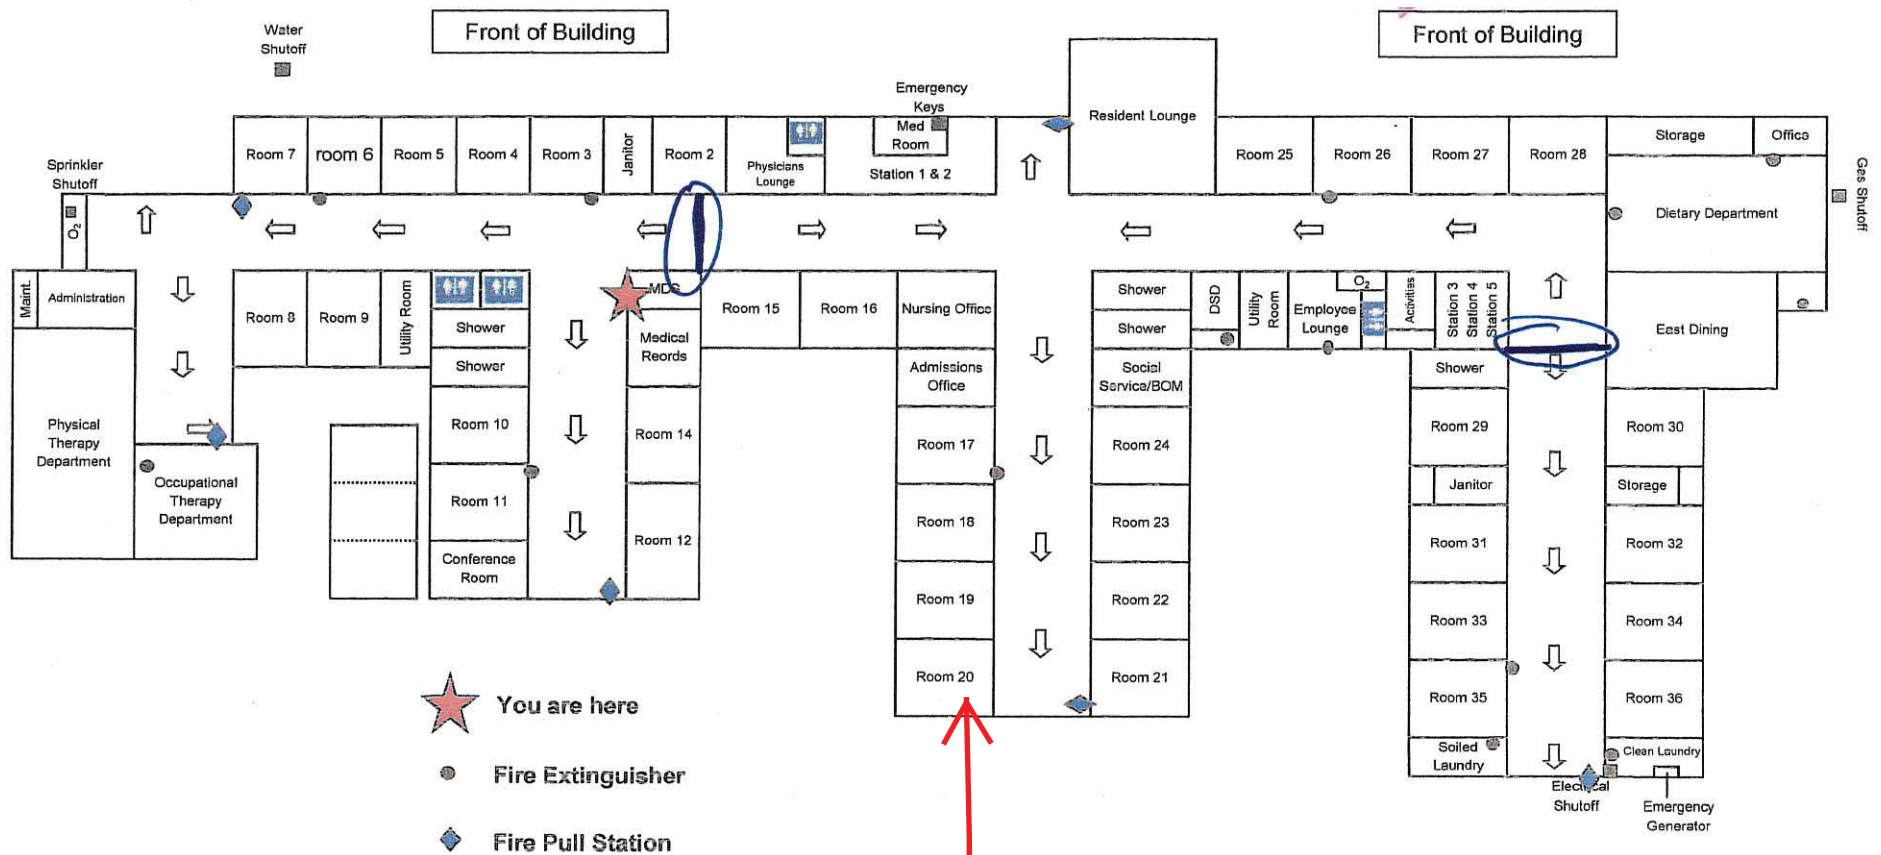 Front of Building
Front of Building
Water
Shutoff
Emergency
Keys
Med
Room
Resident Lounge
Storage
Office
Room 7
room 6
Room 5
Room 4
Room 3
Janitor
Room 2
Physicians
Lounge
Station 1 & 2
Room 25
Room 26
Room 27
Room 28
Sprinkler
Shutoff
O2
Dietary Department
Gas Shutoff
Maint.
Administration
Room 8
Room 9
Utility Room
Shower
Shower
MDS
Medical
Reords
Room 15
Room 16
Nursing Office
Admissions
Office
Shower
Shower
Social
Service/BOM
DSD
Utility
Room
Employee
Lounge
O2
Activities
Station 3
Station 4
Station 5
East Dining
Shower
Physical
Therapy
Department
Occupational
Therapy
Department
Room 10
Room 11
Conference
Room
Room 14
Room 12
Room 17
Room 18
Room 19
Room 20
Room 24
Room 23
Room 22
Room 21
Room 29
Janitor
Room 31
Room 33
Room 35
Soiled
Laundry
Room 30
Storage
Room 32
Room 34
Room 36
Clean Laundry
Electrical
Shutoff
Emergency
Generator
You are here
Fire Extinguisher
Fire Pull Station